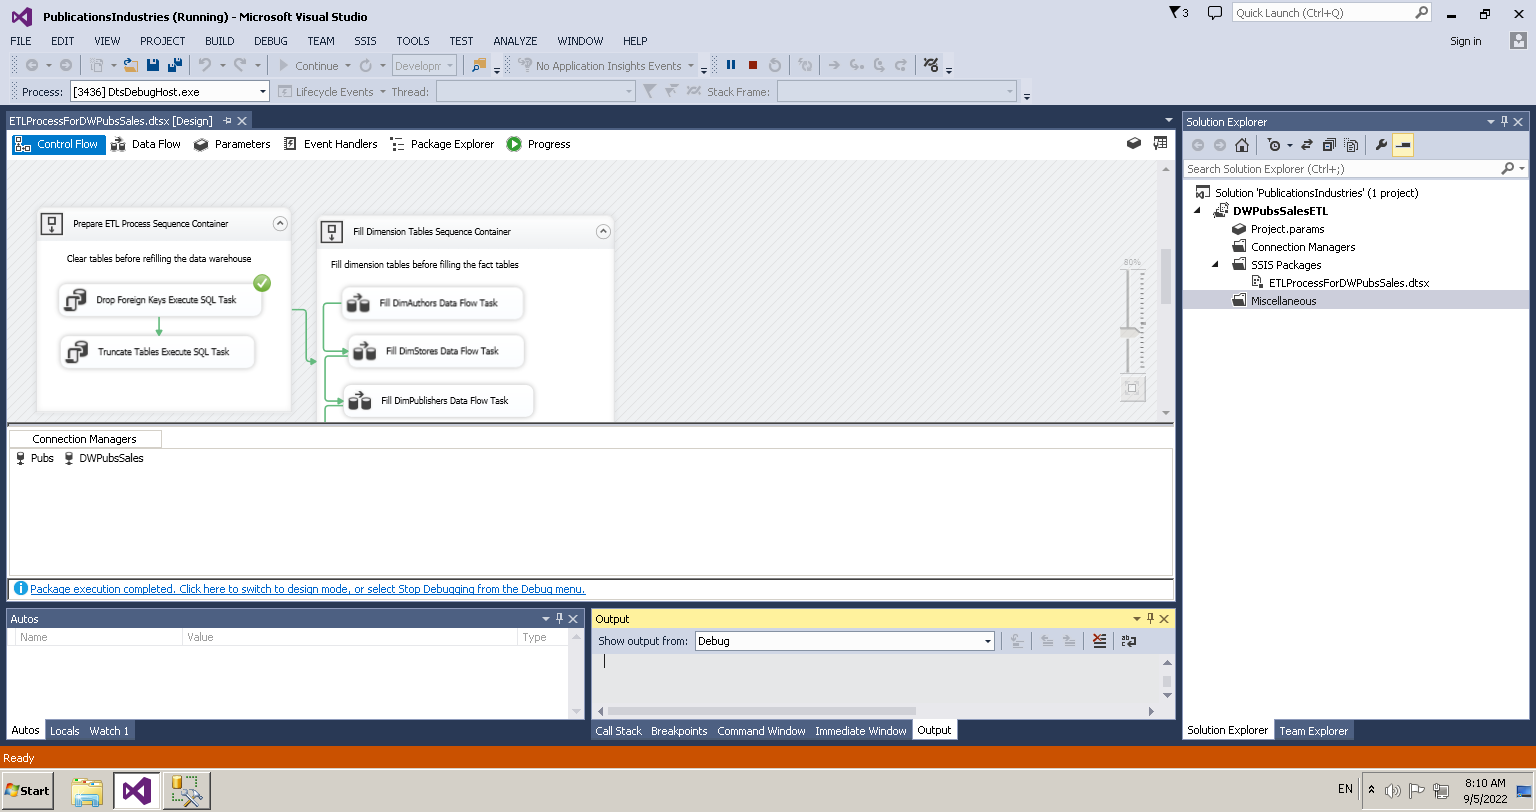 PublicationsIndustries (Running) - Microsoft Visual Studio
3
Quick Launch (Ctrl+Q)
FILE EDIT VIEW PROJECT BUILD DEBUG TEAM SSIS TOOLS TEST ANALYZE WINDOW HELP
Sign in
Continue
Developm
No Application Insights Events
Process: [3436] DtsDebugHost.exe Lifecycle Events Thread: Stack Frame:
ETLProcessForDWPubsSales.dtsx [Design]
Control Flow Data Flow Parameters Event Handlers Package Explorer Progress
Prepare ETL Process Sequence Container
Clear tables before refilling the data warehouse
Drop Foreign Keys Execute SQL Task
Truncate Tables Execute SQL Task
Fill Dimension Tables Sequence Container
Fill dimension tables before filling the fact tables
Fill DimAuthors Data Flow Task
Fill DimStores Data Flow Task
Fill DimPublishers Data Flow Task
80%
Connection Managers
Pubs DWPubsSales
Package execution completed. Click here to switch to design mode, or select Stop Debugging from the Debug menu.
Autos
Name Value Type
Autos Locals Watch 1
Output
Show output from: Debug
Call Stack Breakpoints Command Window Immediate Window Output
Solution Explorer
Search Solution Explorer (Ctrl+;)
Solution 'PublicationsIndustries' (1 project)
DWPubsSalesETL
Project.params
Connection Managers
SSIS Packages
ETLProcessForDWPubsSales.dtsx
Miscellaneous
Solution Explorer Team Explorer
Ready
Start
EN
8:10 AM
9/5/2022